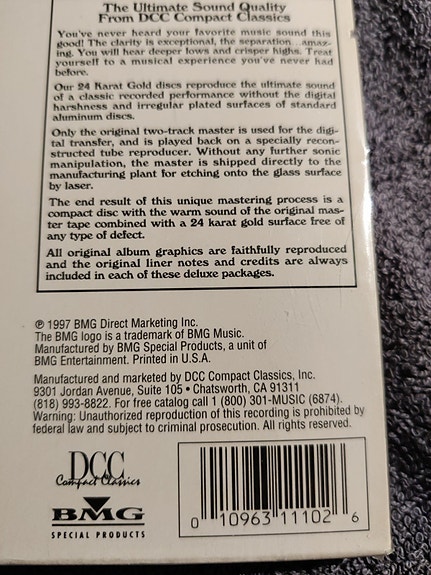 The Ultimate Sound Quality
From DCC Compact Classics
You've never heard your favorite music sound this
good! The clarity is exceptional, the separation...amaz-
ing. You will hear deeper lows and crisper highs. Treat
yourself to a musical experience you've never had
before.
Our 24 Karat Gold discs reproduce the ultimate sound
of a classic recorded performance without the digital
harshness and irregular plated surfaces of standard
aluminum discs.
Only the original two-track master is used for the digi-
tal transfer, and is played back on a specially recon-
structed tube reproducer. Without any further sonic
manipulation, the master is shipped directly to the
manufacturing plant for etching onto the glass surface
by laser.
The end result of this unique mastering process is a
compact disc with the warm sound of the original mas-
ter tape combined with a 24 karat gold surface free of
any type of defect.
All original album graphics are faithfully reproduced
and the original liner notes and credits are always
included in each of these deluxe packages.
℗ 1997 BMG Direct Marketing Inc.
The BMG logo is a trademark of BMG Music.
Manufactured by BMG Special Products, a unit of
BMG Entertainment. Printed in U.S.A.
Manufactured and marketed by DCC Compact Classics, Inc.
9301 Jordan Avenue, Suite 105 • Chatsworth, CA 91311
(818) 993-8822. For free catalog call 1 (800) 301-MUSIC (6874).
Warning: Unauthorized reproduction of this recording is prohibited by
federal law and subject to criminal prosecution. All rights reserved.
DCC
Compact Classics
BMG
SPECIAL PRODUCTS
0 10963 11102 6